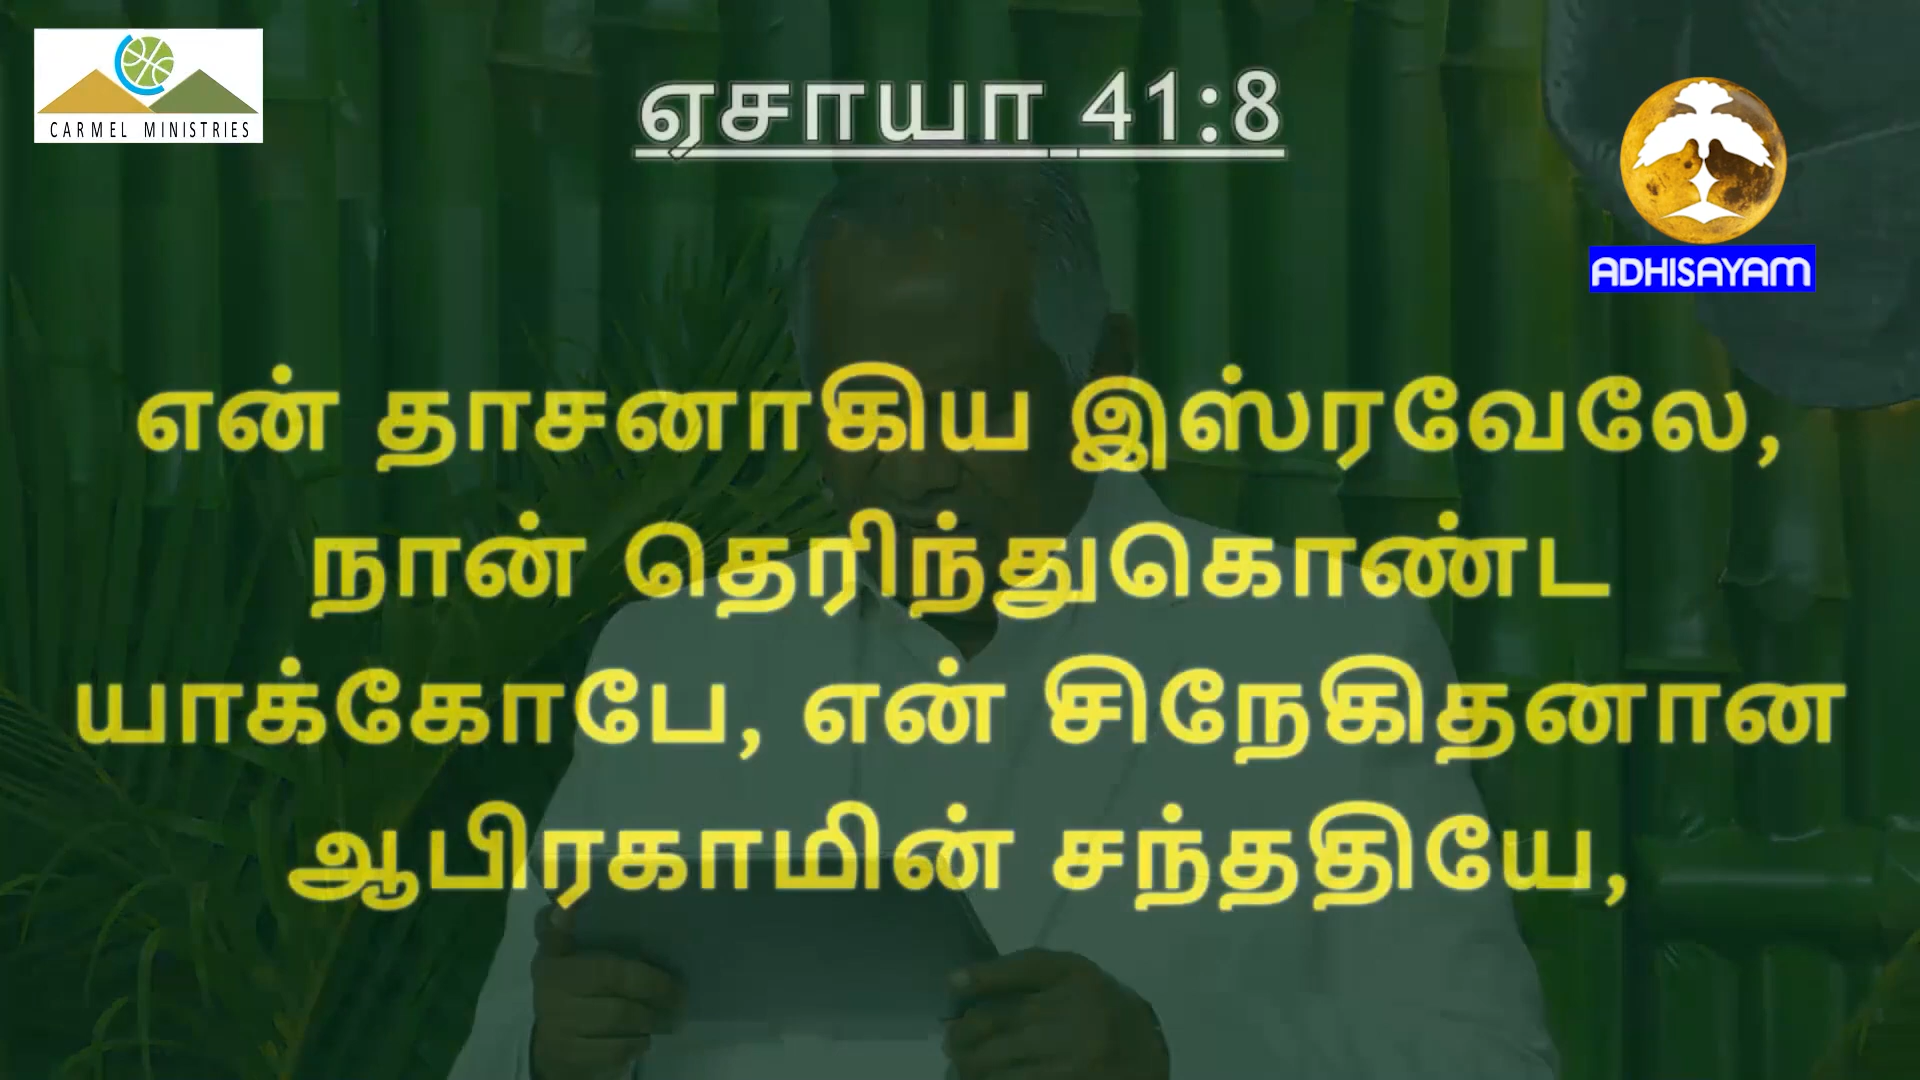 CARMEL MINISTRIES
ஏசாயா 41:8
ADHISAYAM
என் தாசனாகிய இஸ்ரவேலே,
நான் தெரிந்துகொண்ட
யாக்கோபே, என் சிநேகிதனான
ஆபிரகாமின் சந்ததியே,